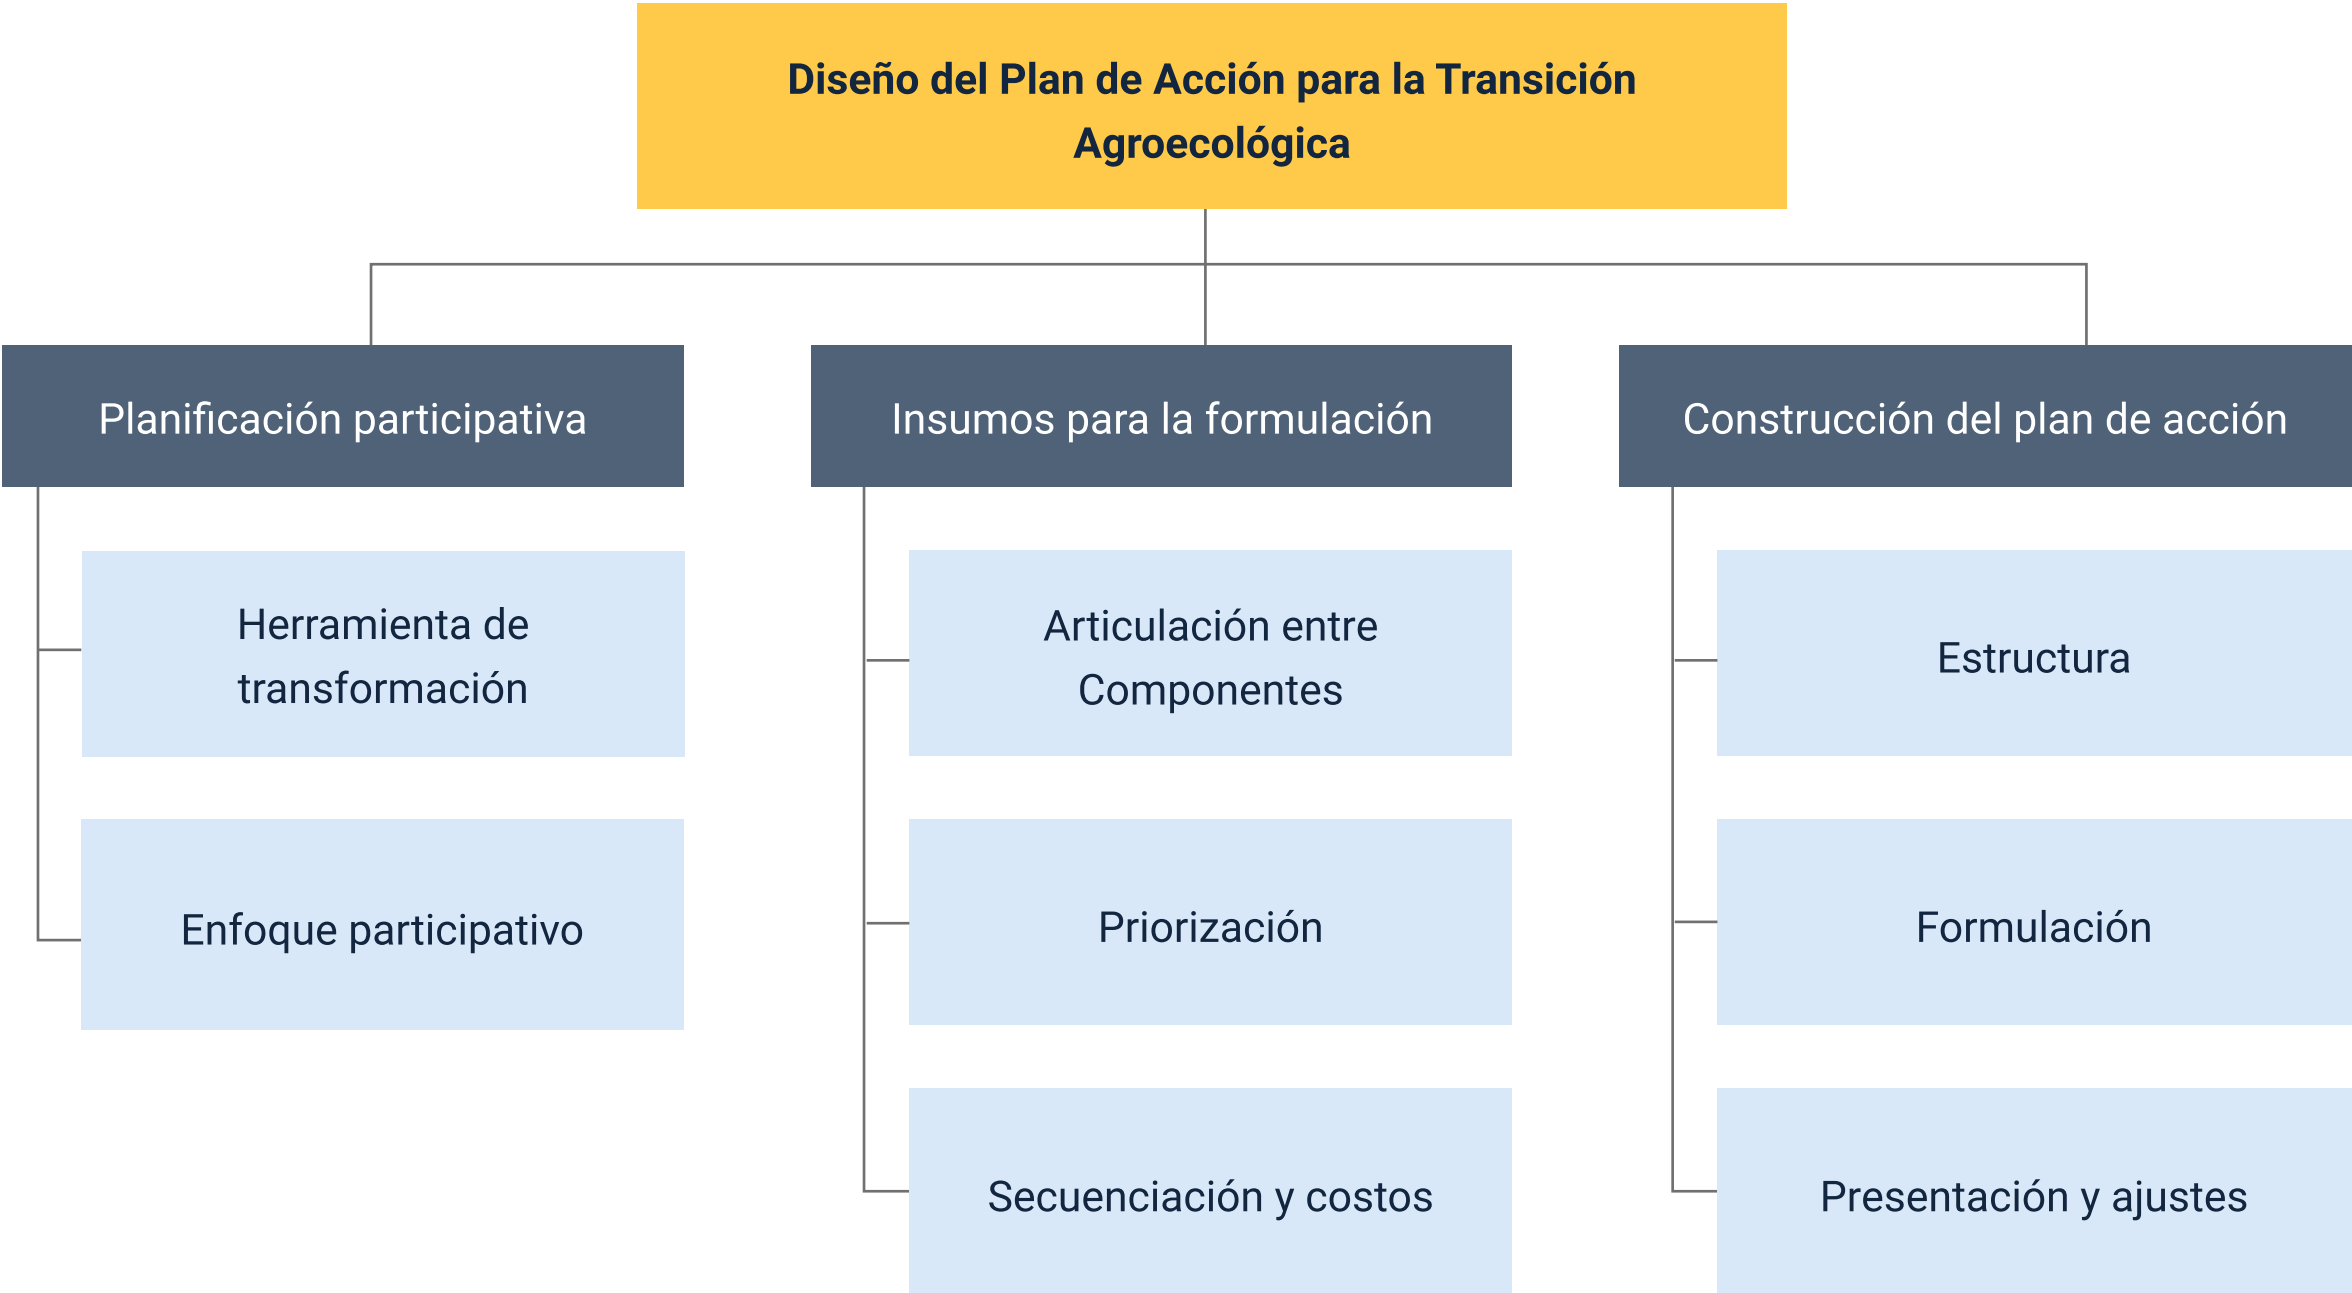 Diseño del Plan de Acción para la Transición
Agroecológica
Planificación participativa
Herramienta de
transformación
Enfoque participativo
Insumos para la formulación
Articulación entre
Componentes
Priorización
Secuenciación y costos
Construcción del plan de acción
Estructura
Formulación
Presentación y ajustes